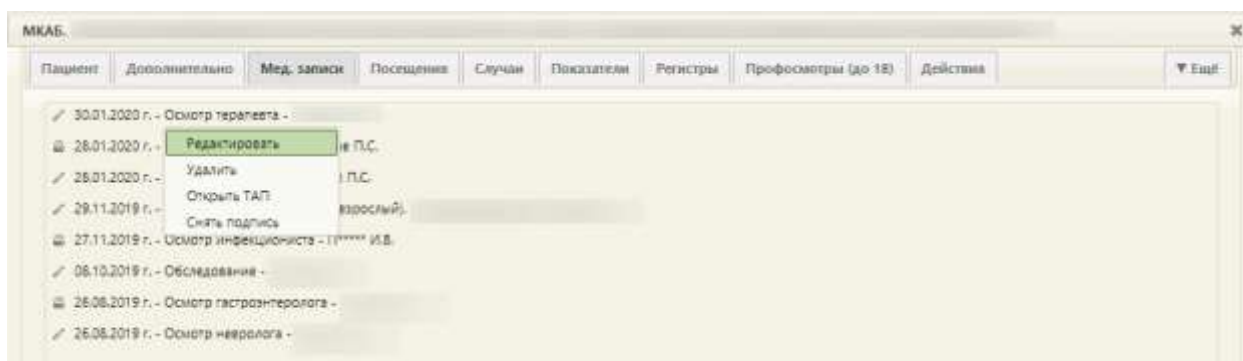 МКАБ.
Пациент Дополнительно Мед. записи Посещения Случаи Показатели Регистры Профосмотры (до 18) Действия ▼ Ещё
30.01.2020 г. - Осмотр терапевта -
28.01.2020 г. - Редактировать е П.С.
28.01.2020 г. - Удалить П.С.
Открыть ТАП
29.11.2019 г. - взрослый).
Снять подпись
27.11.2019 г. - Осмотр инфекциониста - П***** И.В.
08.10.2019 г. - Обследование -
26.08.2019 г. - Осмотр гастроэнтеролога -
26.08.2019 г. - Осмотр невролога -